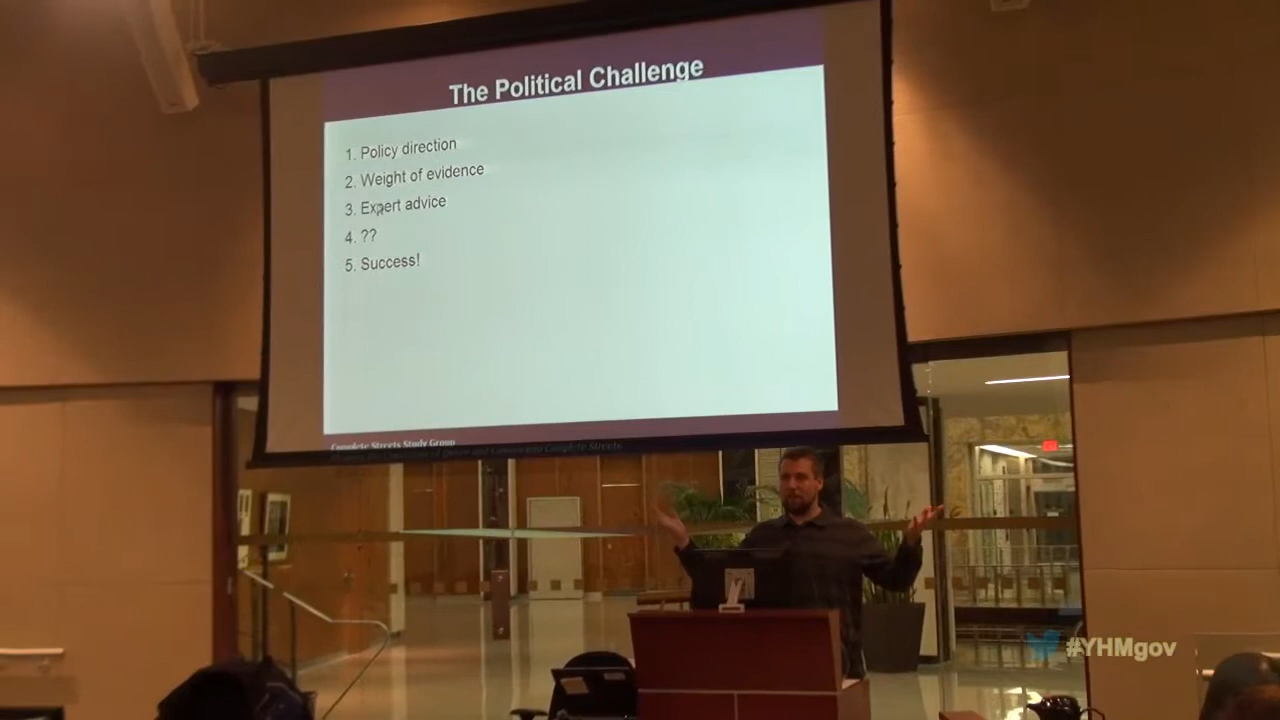 The Political Challenge
1. Policy direction
2. Weight of evidence
3. Expert advice
4. ??
5. Success!
Complete Streets Study Group
#YHMgov